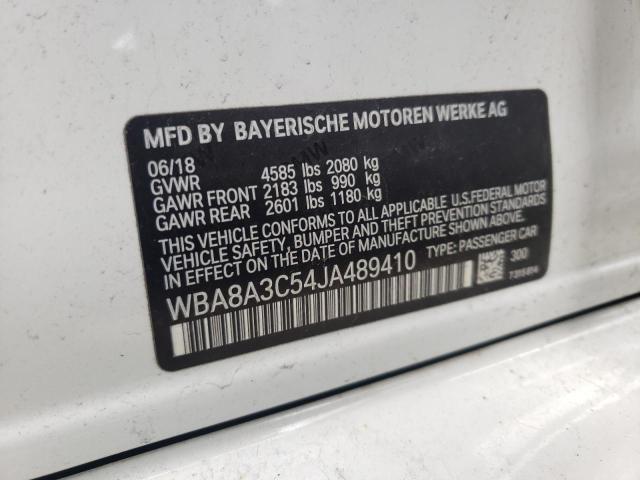 MFD BY BAYERISCHE MOTOREN WERKE AG
06/18
GVWR 4585 lbs 2080 kg
GAWR FRONT 2183 lbs 990 kg
GAWR REAR 2601 lbs 1180 kg
THIS VEHICLE CONFORMS TO ALL APPLICABLE U.S.FEDERAL MOTOR
VEHICLE SAFETY, BUMPER AND THEFT PREVENTION STANDARDS
IN EFFECT ON THE DATE OF MANUFACTURE.
WBA8A3C54JA489410 TYPE: PASSENGER CAR
300